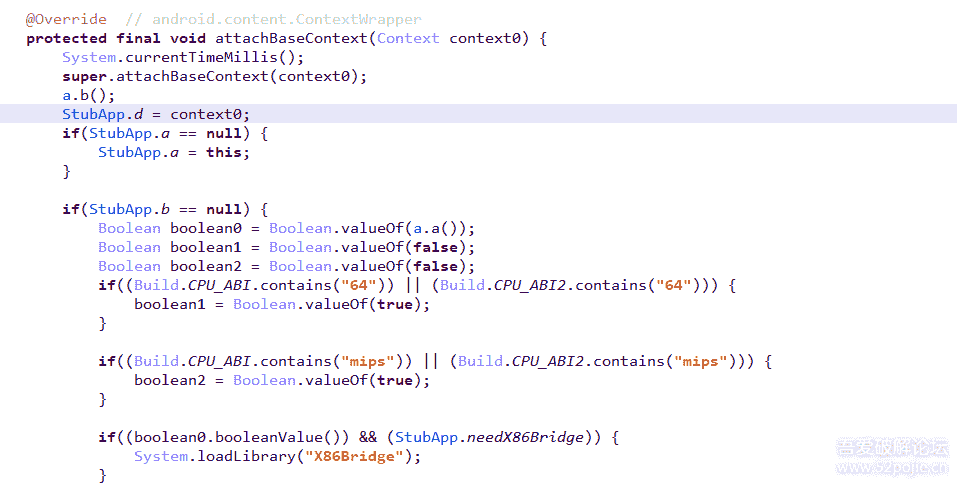 @Override  // android.content.ContextWrapper
protected final void attachBaseContext(Context context0) {
    System.currentTimeMillis();
    super.attachBaseContext(context0);
    a.b();
    StubApp.d = context0;
    if(StubApp.a == null) {
        StubApp.a = this;
    }

    if(StubApp.b == null) {
        Boolean boolean0 = Boolean.valueOf(a.a());
        Boolean boolean1 = Boolean.valueOf(false);
        Boolean boolean2 = Boolean.valueOf(false);
        if((Build.CPU_ABI.contains("64")) || (Build.CPU_ABI2.contains("64"))) {
            boolean1 = Boolean.valueOf(true);
        }

        if((Build.CPU_ABI.contains("mips")) || (Build.CPU_ABI2.contains("mips"))) {
            boolean2 = Boolean.valueOf(true);
        }

        if((boolean0.booleanValue()) && (StubApp.needX86Bridge)) {
            System.loadLibrary("X86Bridge");
        }
吾爱破解论坛
www.52pojie.cn